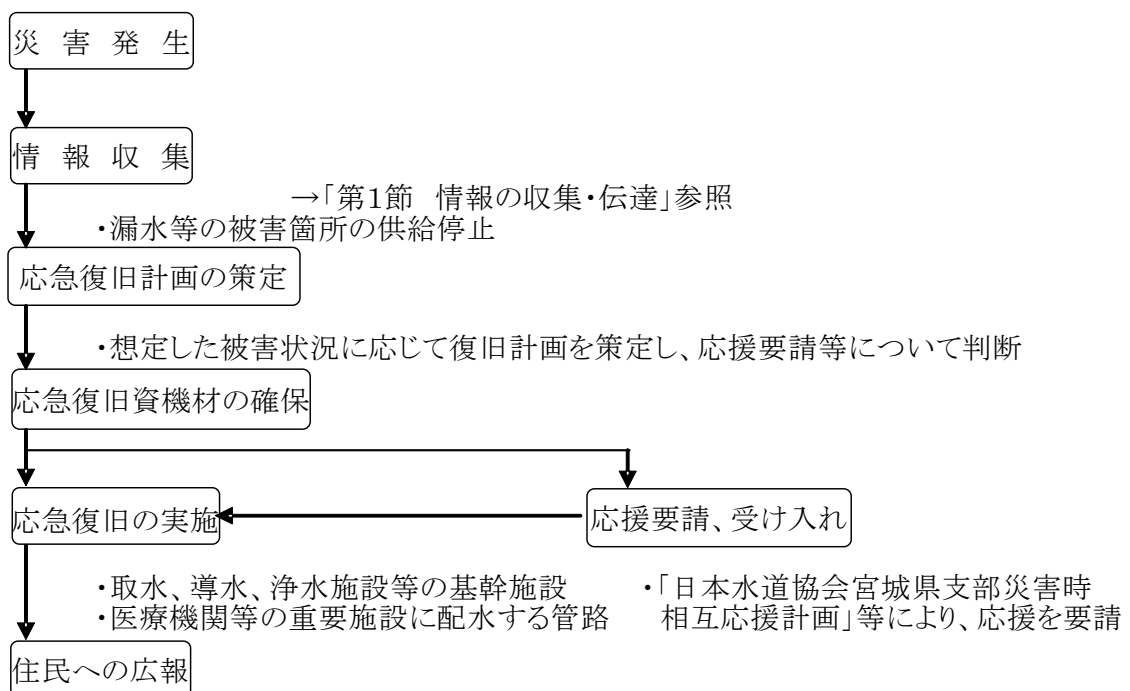 災害発生
情報収集
→「第1節 情報の収集・伝達」参照
・漏水等の被害箇所の供給停止
応急復旧計画の策定
・想定した被害状況に応じて復旧計画を策定し、応援要請等について判断
応急復旧資機材の確保
応急復旧の実施
応援要請、受け入れ
・取水、導水、浄水施設等の基幹施設
・医療機関等の重要施設に配水する管路
・「日本水道協会宮城県支部災害時
相互応援計画」等により、応援を要請
住民への広報